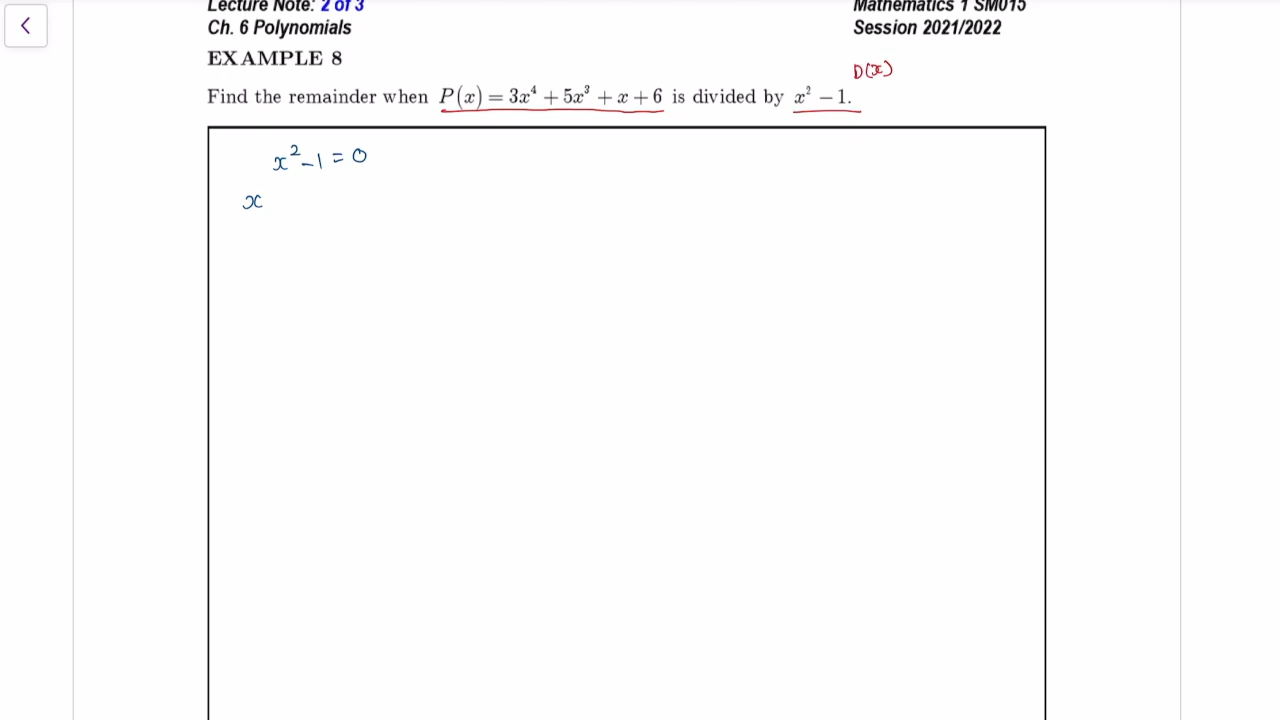 Lecture Note: 2 of 3
Mathematics 1 SM015
Ch. 6 Polynomials
Session 2021/2022
EXAMPLE 8
D(x)
Find the remainder when P(x) = 3x⁴ + 5x³ + x + 6 is divided by x² − 1.
x² − 1 = 0
x